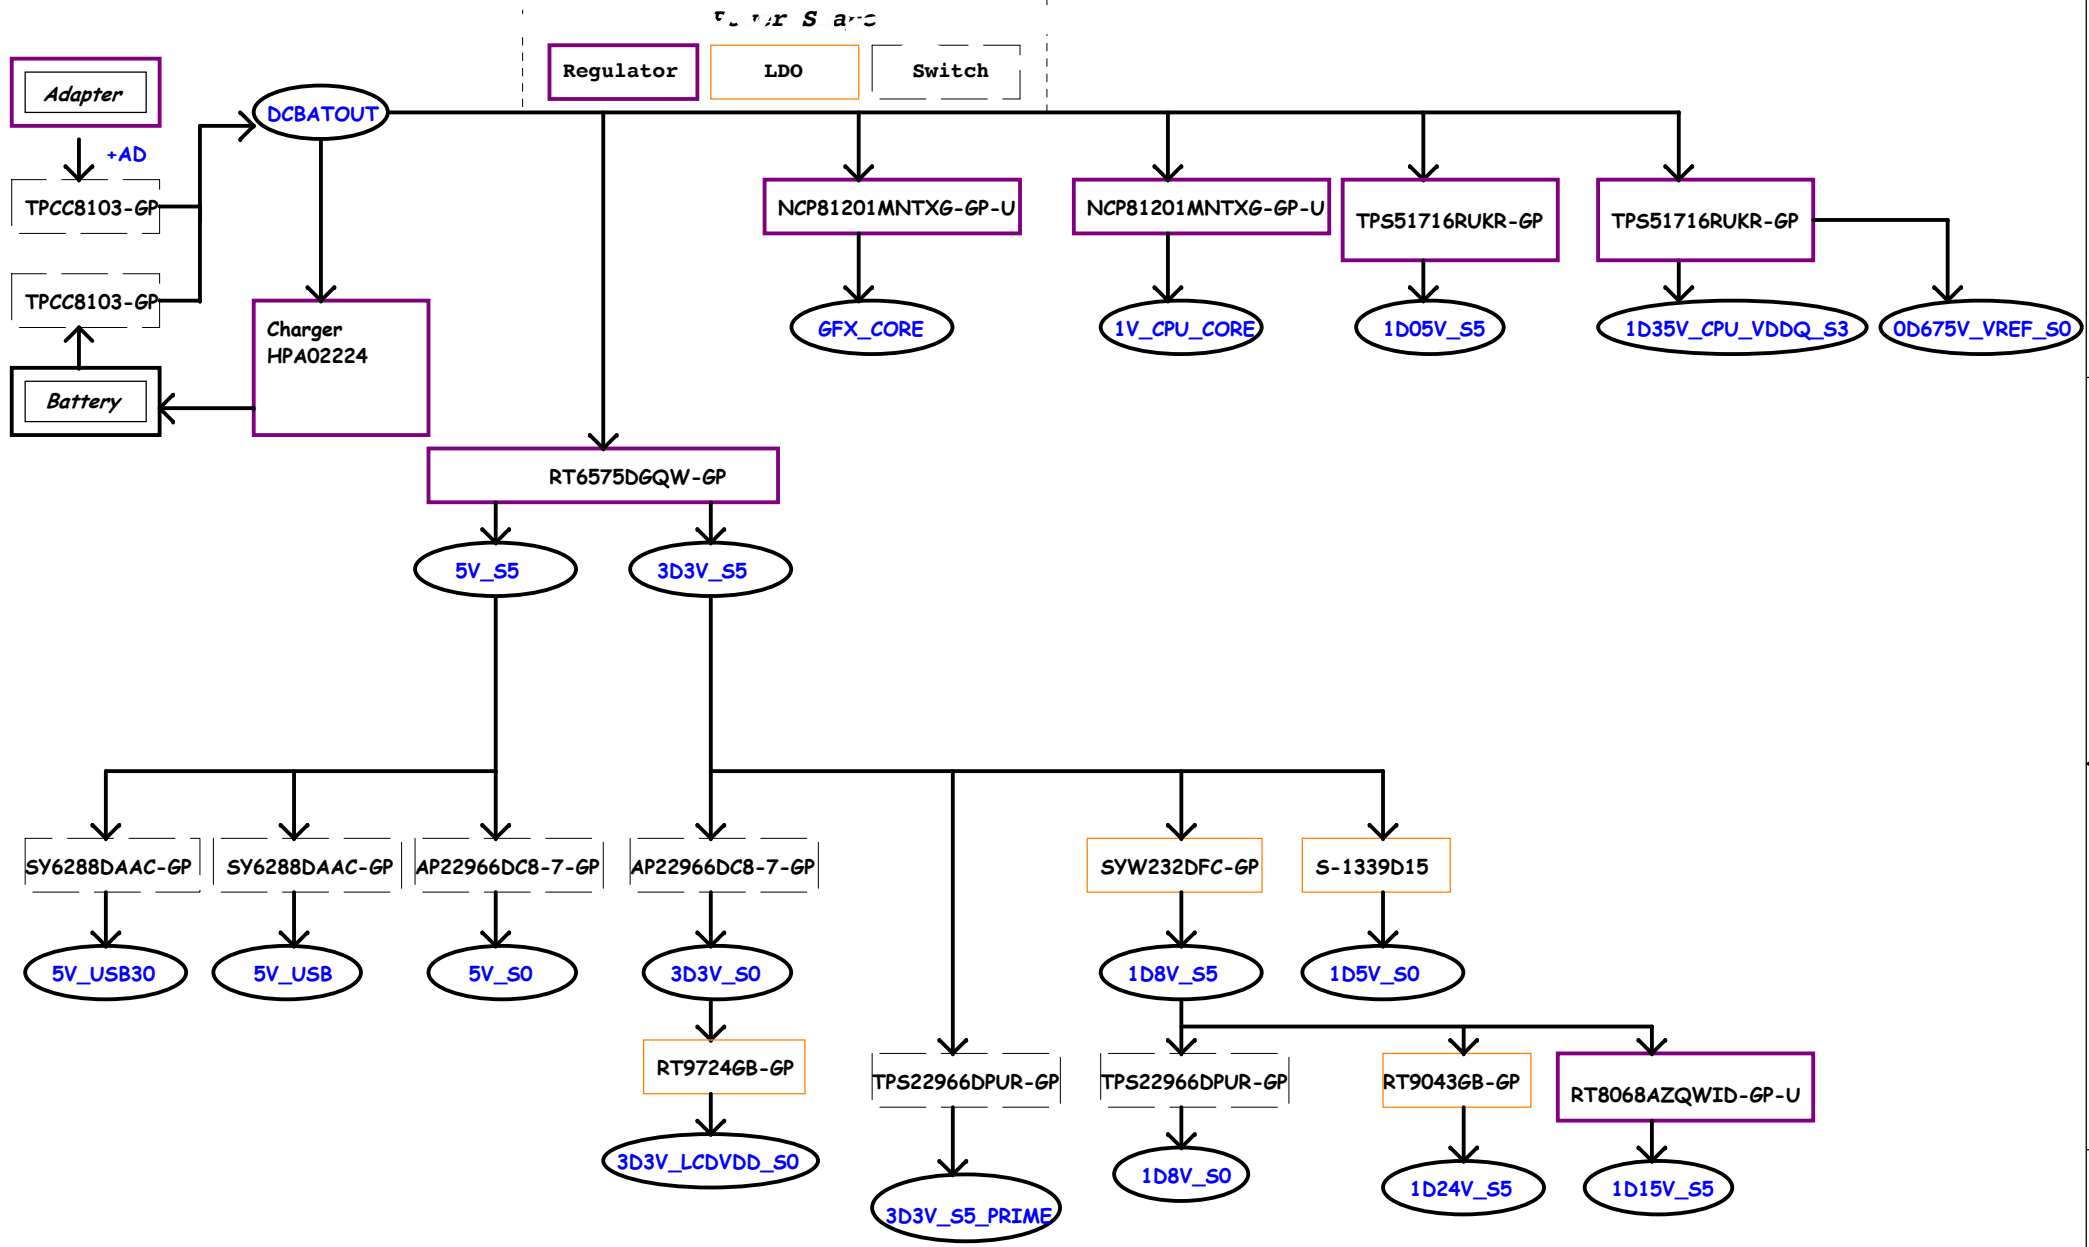 Regulator
LDO
Switch
Adapter
DCBATOUT
+AD
TPCC8103-GP
NCP81201MNTXG-GP-U
NCP81201MNTXG-GP-U
TPS51716RUKR-GP
TPS51716RUKR-GP
TPCC8103-GP
Charger
HPA02224
GFX_CORE
1V_CPU_CORE
1D05V_S5
1D35V_CPU_VDDQ_S3
0D675V_VREF_S0
Battery
RT6575DGQW-GP
5V_S5
3D3V_S5
SY6288DAAC-GP
SY6288DAAC-GP
AP22966DC8-7-GP
AP22966DC8-7-GP
SYW232DFC-GP
S-1339D15
5V_USB30
5V_USB
5V_S0
3D3V_S0
1D8V_S5
1D5V_S0
RT9724GB-GP
TPS22966DPUR-GP
TPS22966DPUR-GP
RT9043GB-GP
RT8068AZQWID-GP-U
3D3V_LCDVDD_S0
1D8V_S0
1D24V_S5
1D15V_S5
3D3V_S5_PRIME